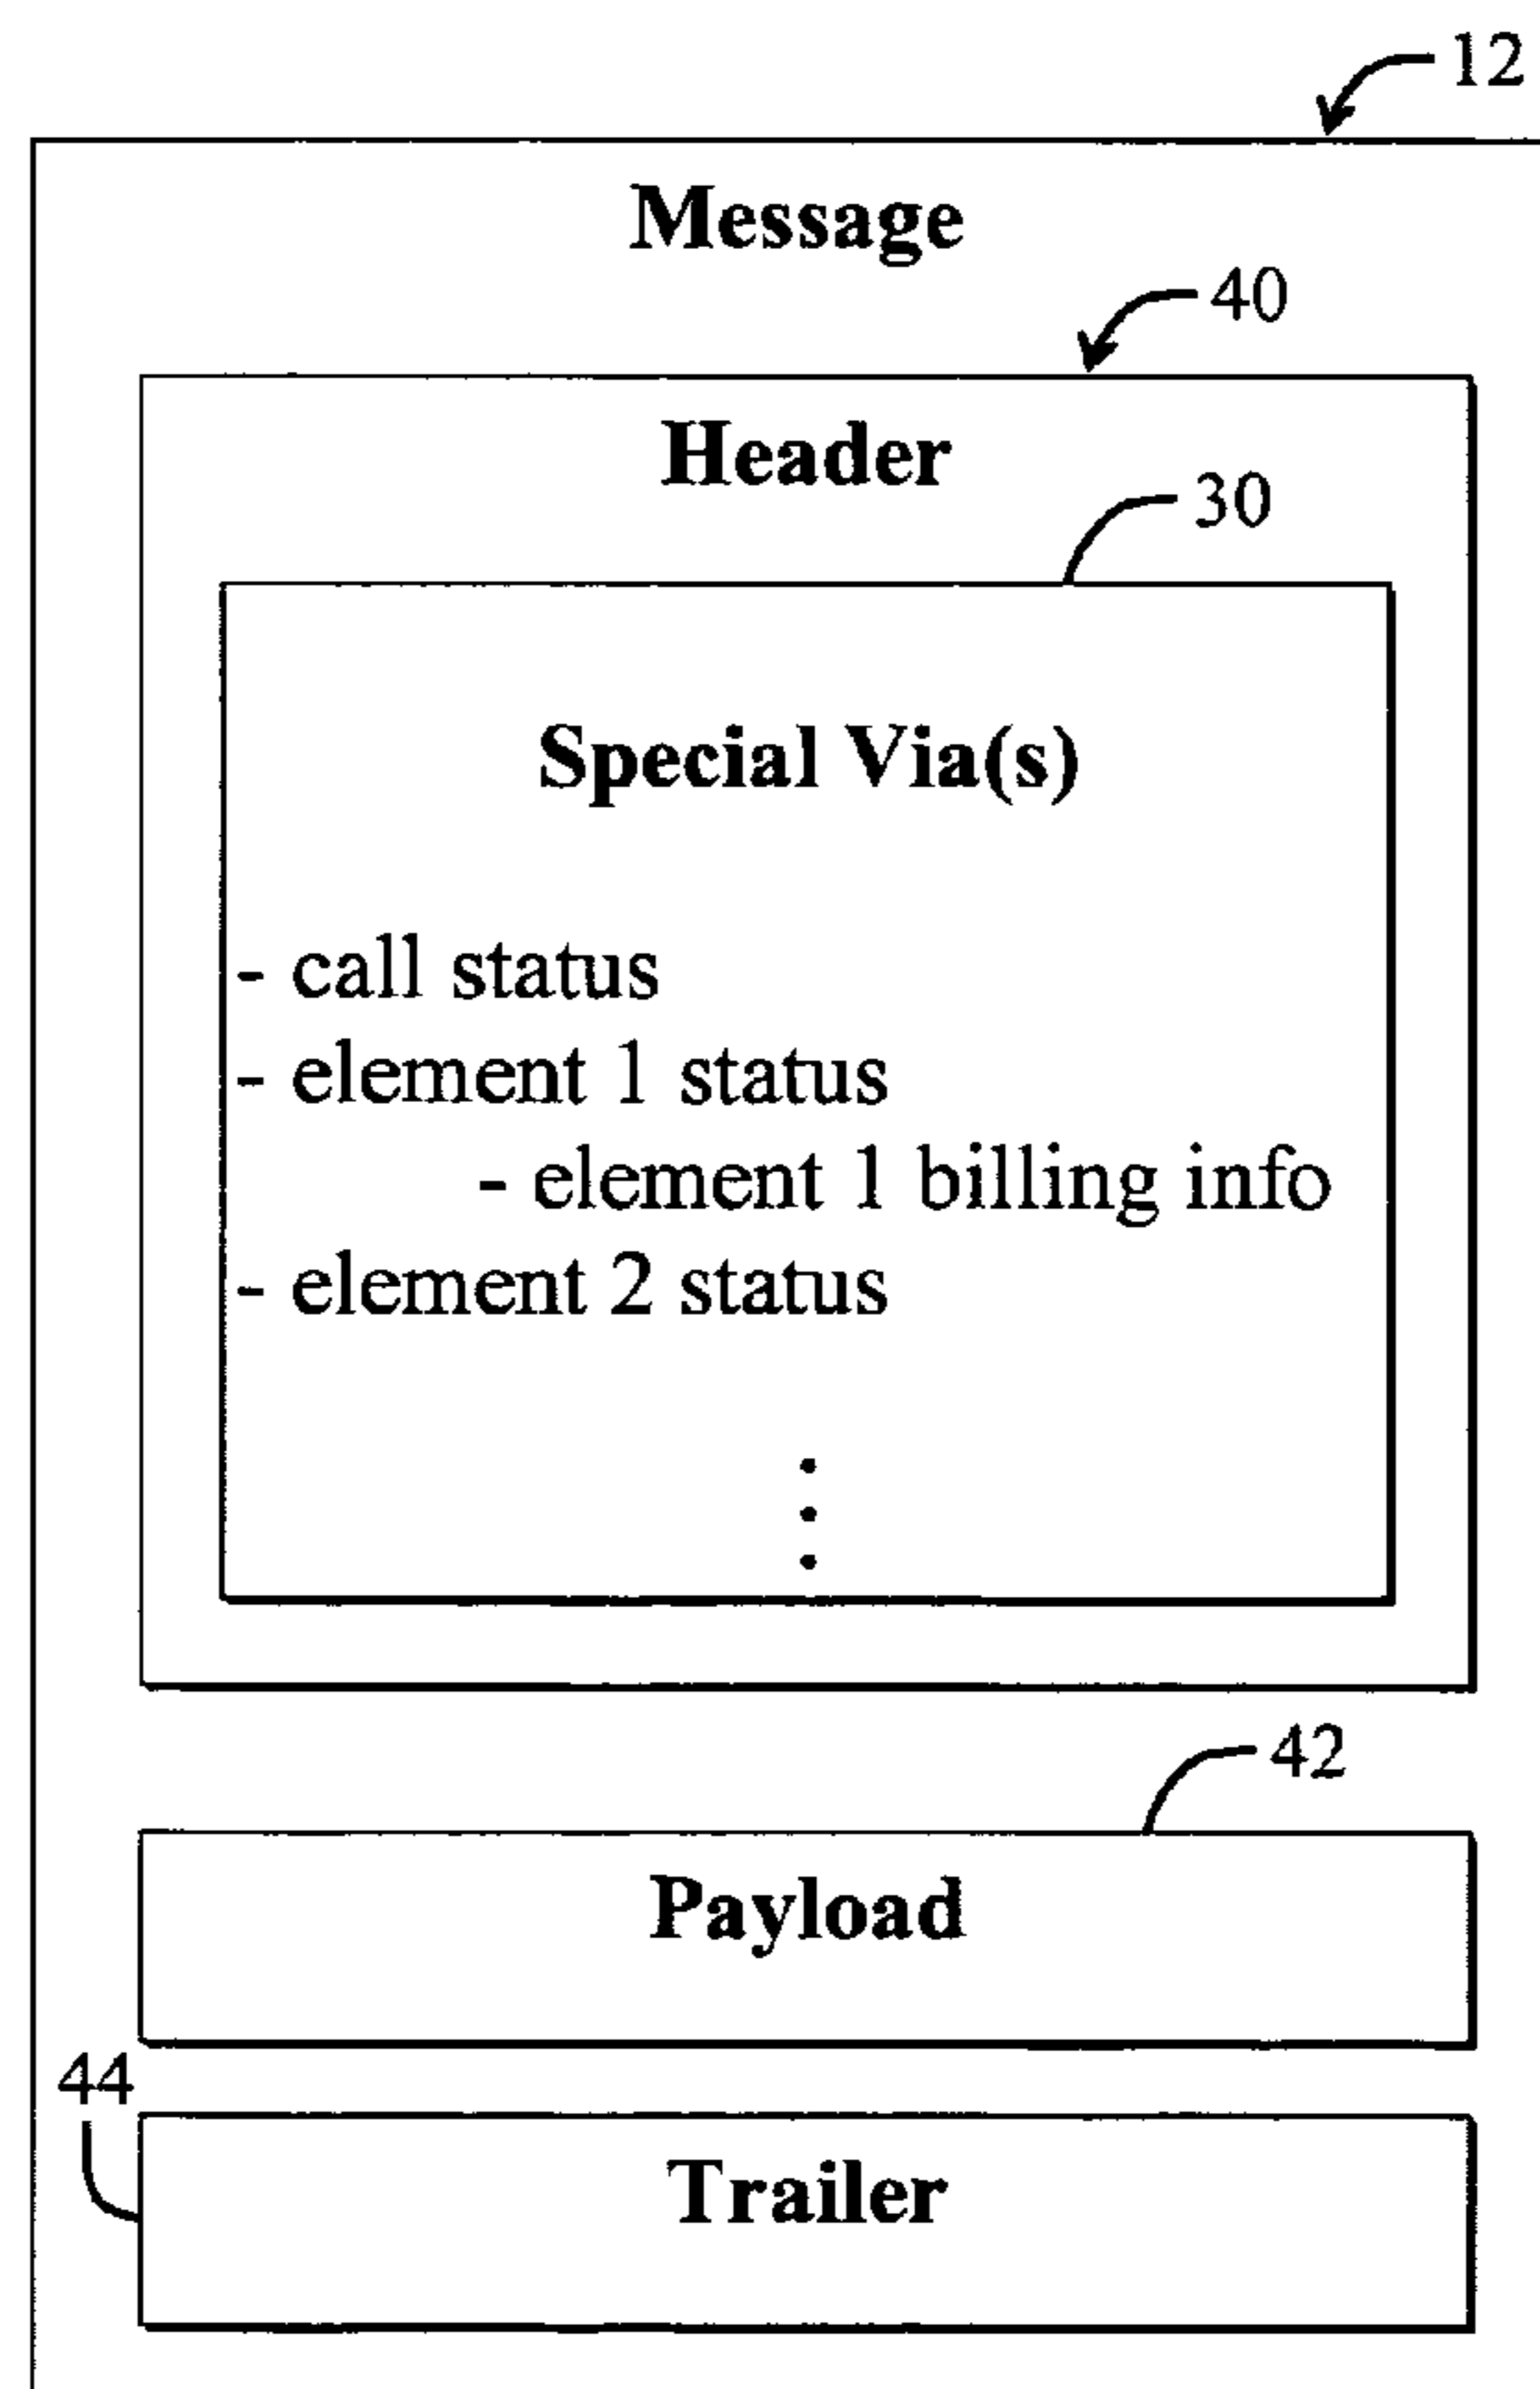 12
Message
40
Header
30
Special Via(s)
- call status
- element 1 status
- element 1 billing info
- element 2 status
42
Payload
44
Trailer